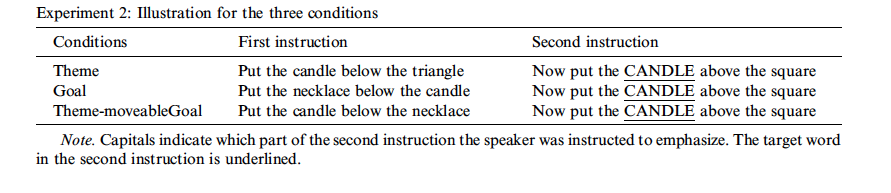 Experiment 2: Illustration for the three conditions
Conditions First instruction Second instruction
Theme Put the candle below the triangle Now put the CANDLE above the square
Goal Put the necklace below the candle Now put the CANDLE above the square
Theme-moveableGoal Put the candle below the necklace Now put the CANDLE above the square
Note. Capitals indicate which part of the second instruction the speaker was instructed to emphasize. The target word
in the second instruction is underlined.